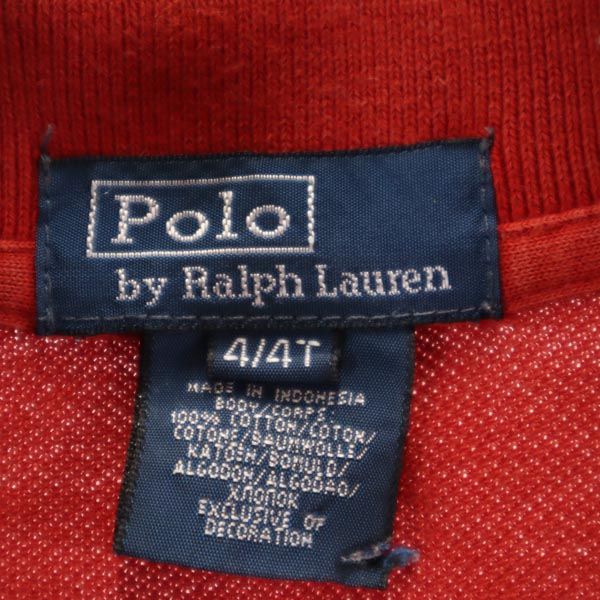 Polo
by Ralph Lauren
4/4T
MADE IN INDONESIA
BODY/CORPS
100% COTTON/COTON/
COTONE/BAUMWOLLE/
KATOEN/BOMULD/
ALGODON/ALGODAO/
ХЛОПОК
EXCLUSIVE OF
DECORATION